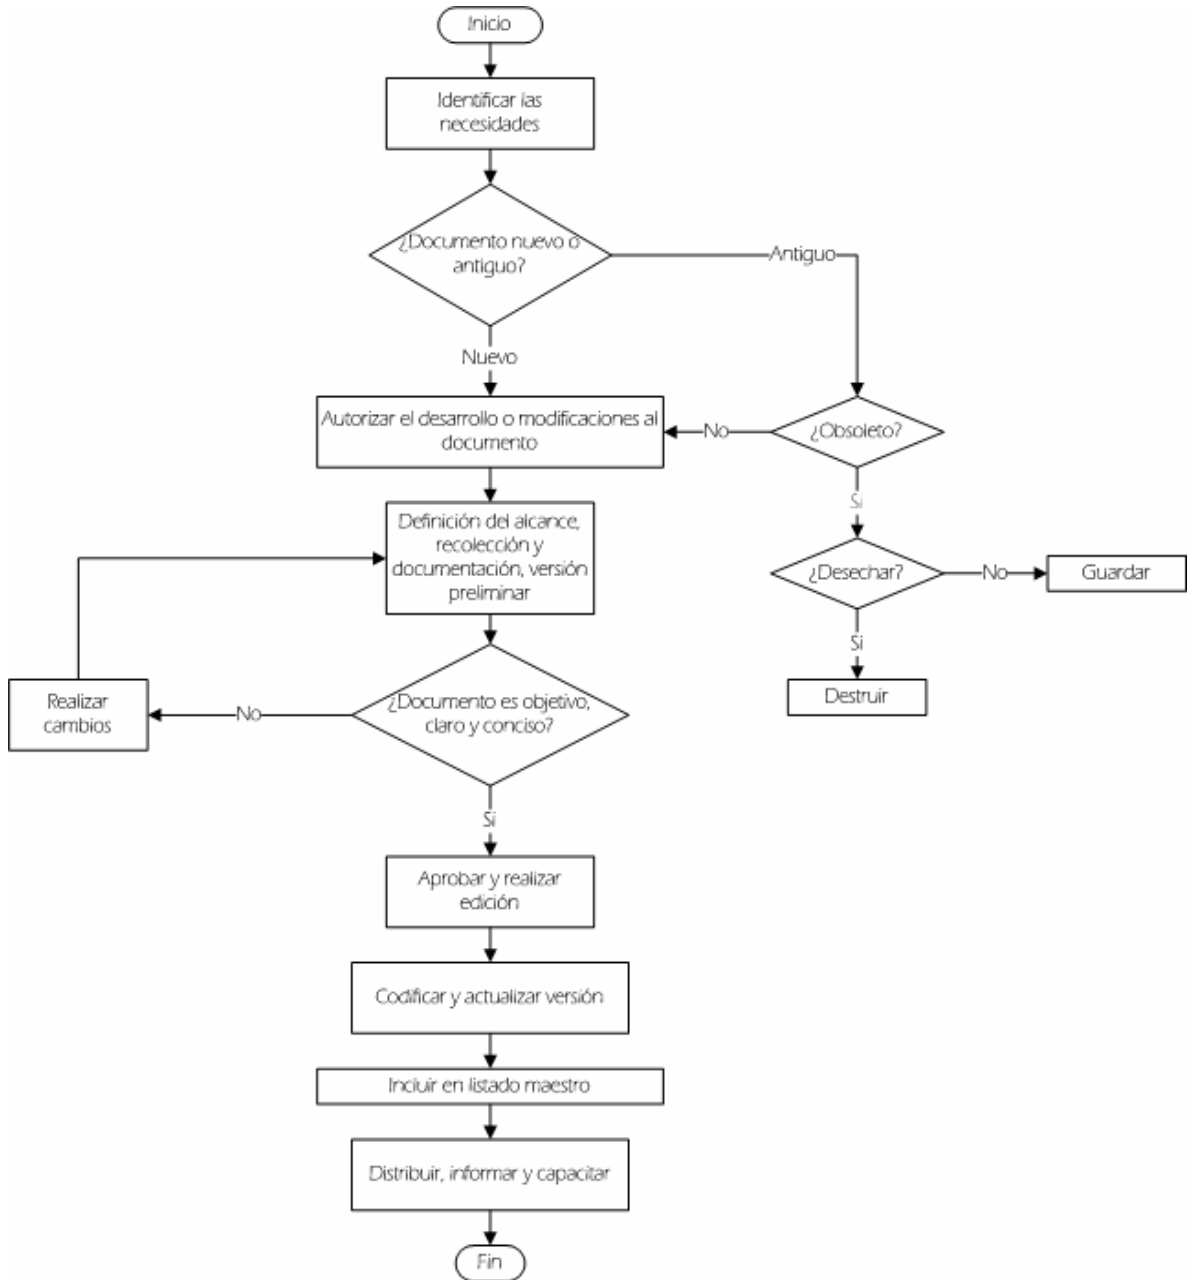 Inicio
Identificar las
necesidades
¿Documento nuevo o
antiguo?
Antiguo
Nuevo
Autorizar el desarrollo o modificaciones al
documento
No
¿Obsoleto?
Si
Definición del alcance,
recolección y
documentación, versión
preliminar
¿Desechar?
No
Guardar
Si
Destruir
Realizar
cambios
No
¿Documento es objetivo,
claro y conciso?
Si
Aprobar y realizar
edición
Codificar y actualizar versión
Incluir en listado maestro
Distribuir, informar y capacitar
Fin